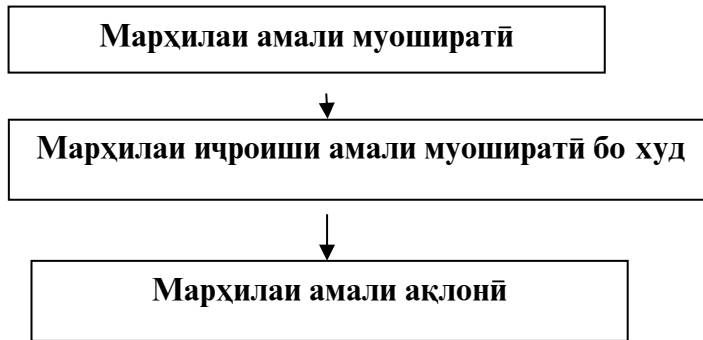 Марҳилаи амали муоширатӣ
Марҳилаи иҷроиши амали муоширатӣ бо худ
Марҳилаи амали ақлонӣ